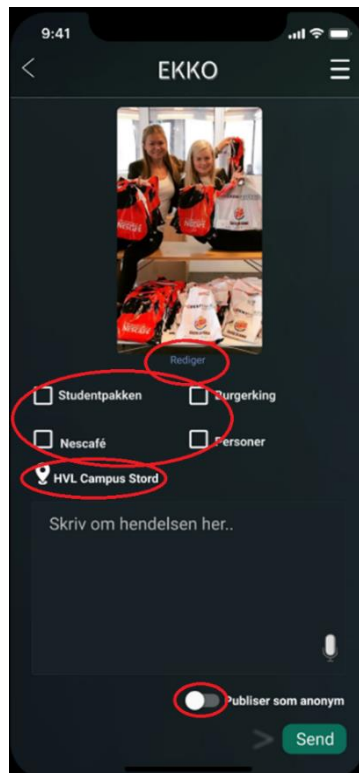 9:41
EKKO
NESCAFÉ
Rediger
Studentpakken
Burgerking
Nescafé
Personer
HVL Campus Stord
Skriv om hendelsen her..
Publiser som anonym
Send